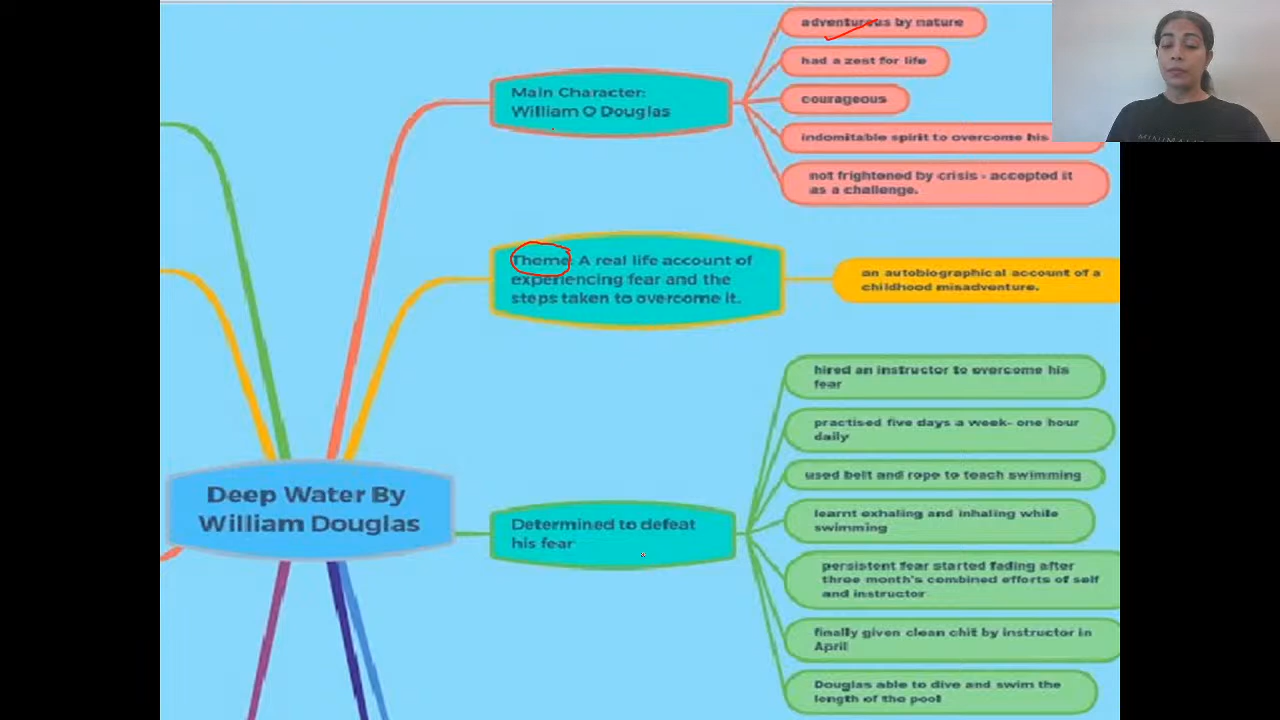 adventurous by nature
had a zest for life
Main Character:
William O Douglas
courageous
indomitable spirit to overcome his
not frightened by crisis - accepted it
as a challenge.
Theme: A real life account of
experiencing fear and the
steps taken to overcome it.
an autobiographical account of a
childhood misadventure.
hired an instructor to overcome his
fear
practised five days a week- one hour
daily
used belt and rope to teach swimming
learnt exhaling and inhaling while
swimming
Deep Water By
William Douglas
Determined to defeat
his fear
persistent fear started fading after
three month's combined efforts of self
and instructor
finally given clean chit by instructor in
April
Douglas able to dive and swim the
length of the pool